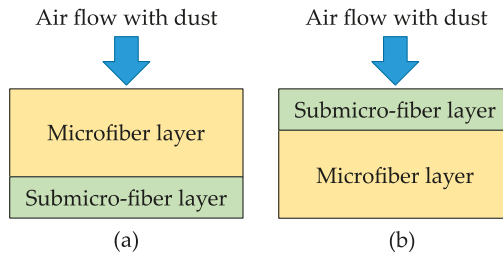 Air flow with dust
Microfiber layer
Submicro-fiber layer
(a)
Air flow with dust
Submicro-fiber layer
Microfiber layer
(b)